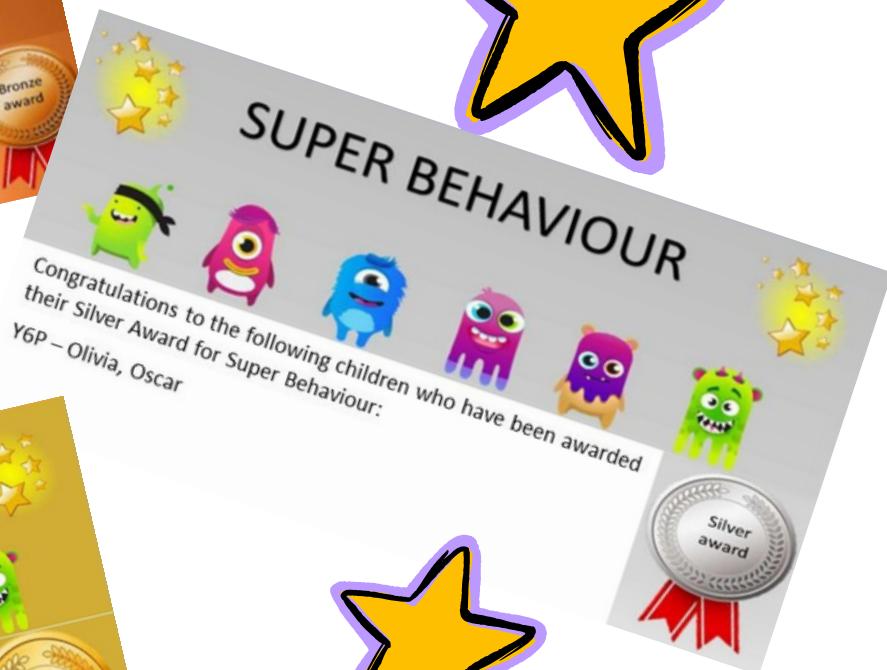 Bronze
award
SUPER BEHAVIOUR
Congratulations to the following children who have been awarded
their Silver Award for Super Behaviour:
Y6P – Olivia, Oscar
Silver
award